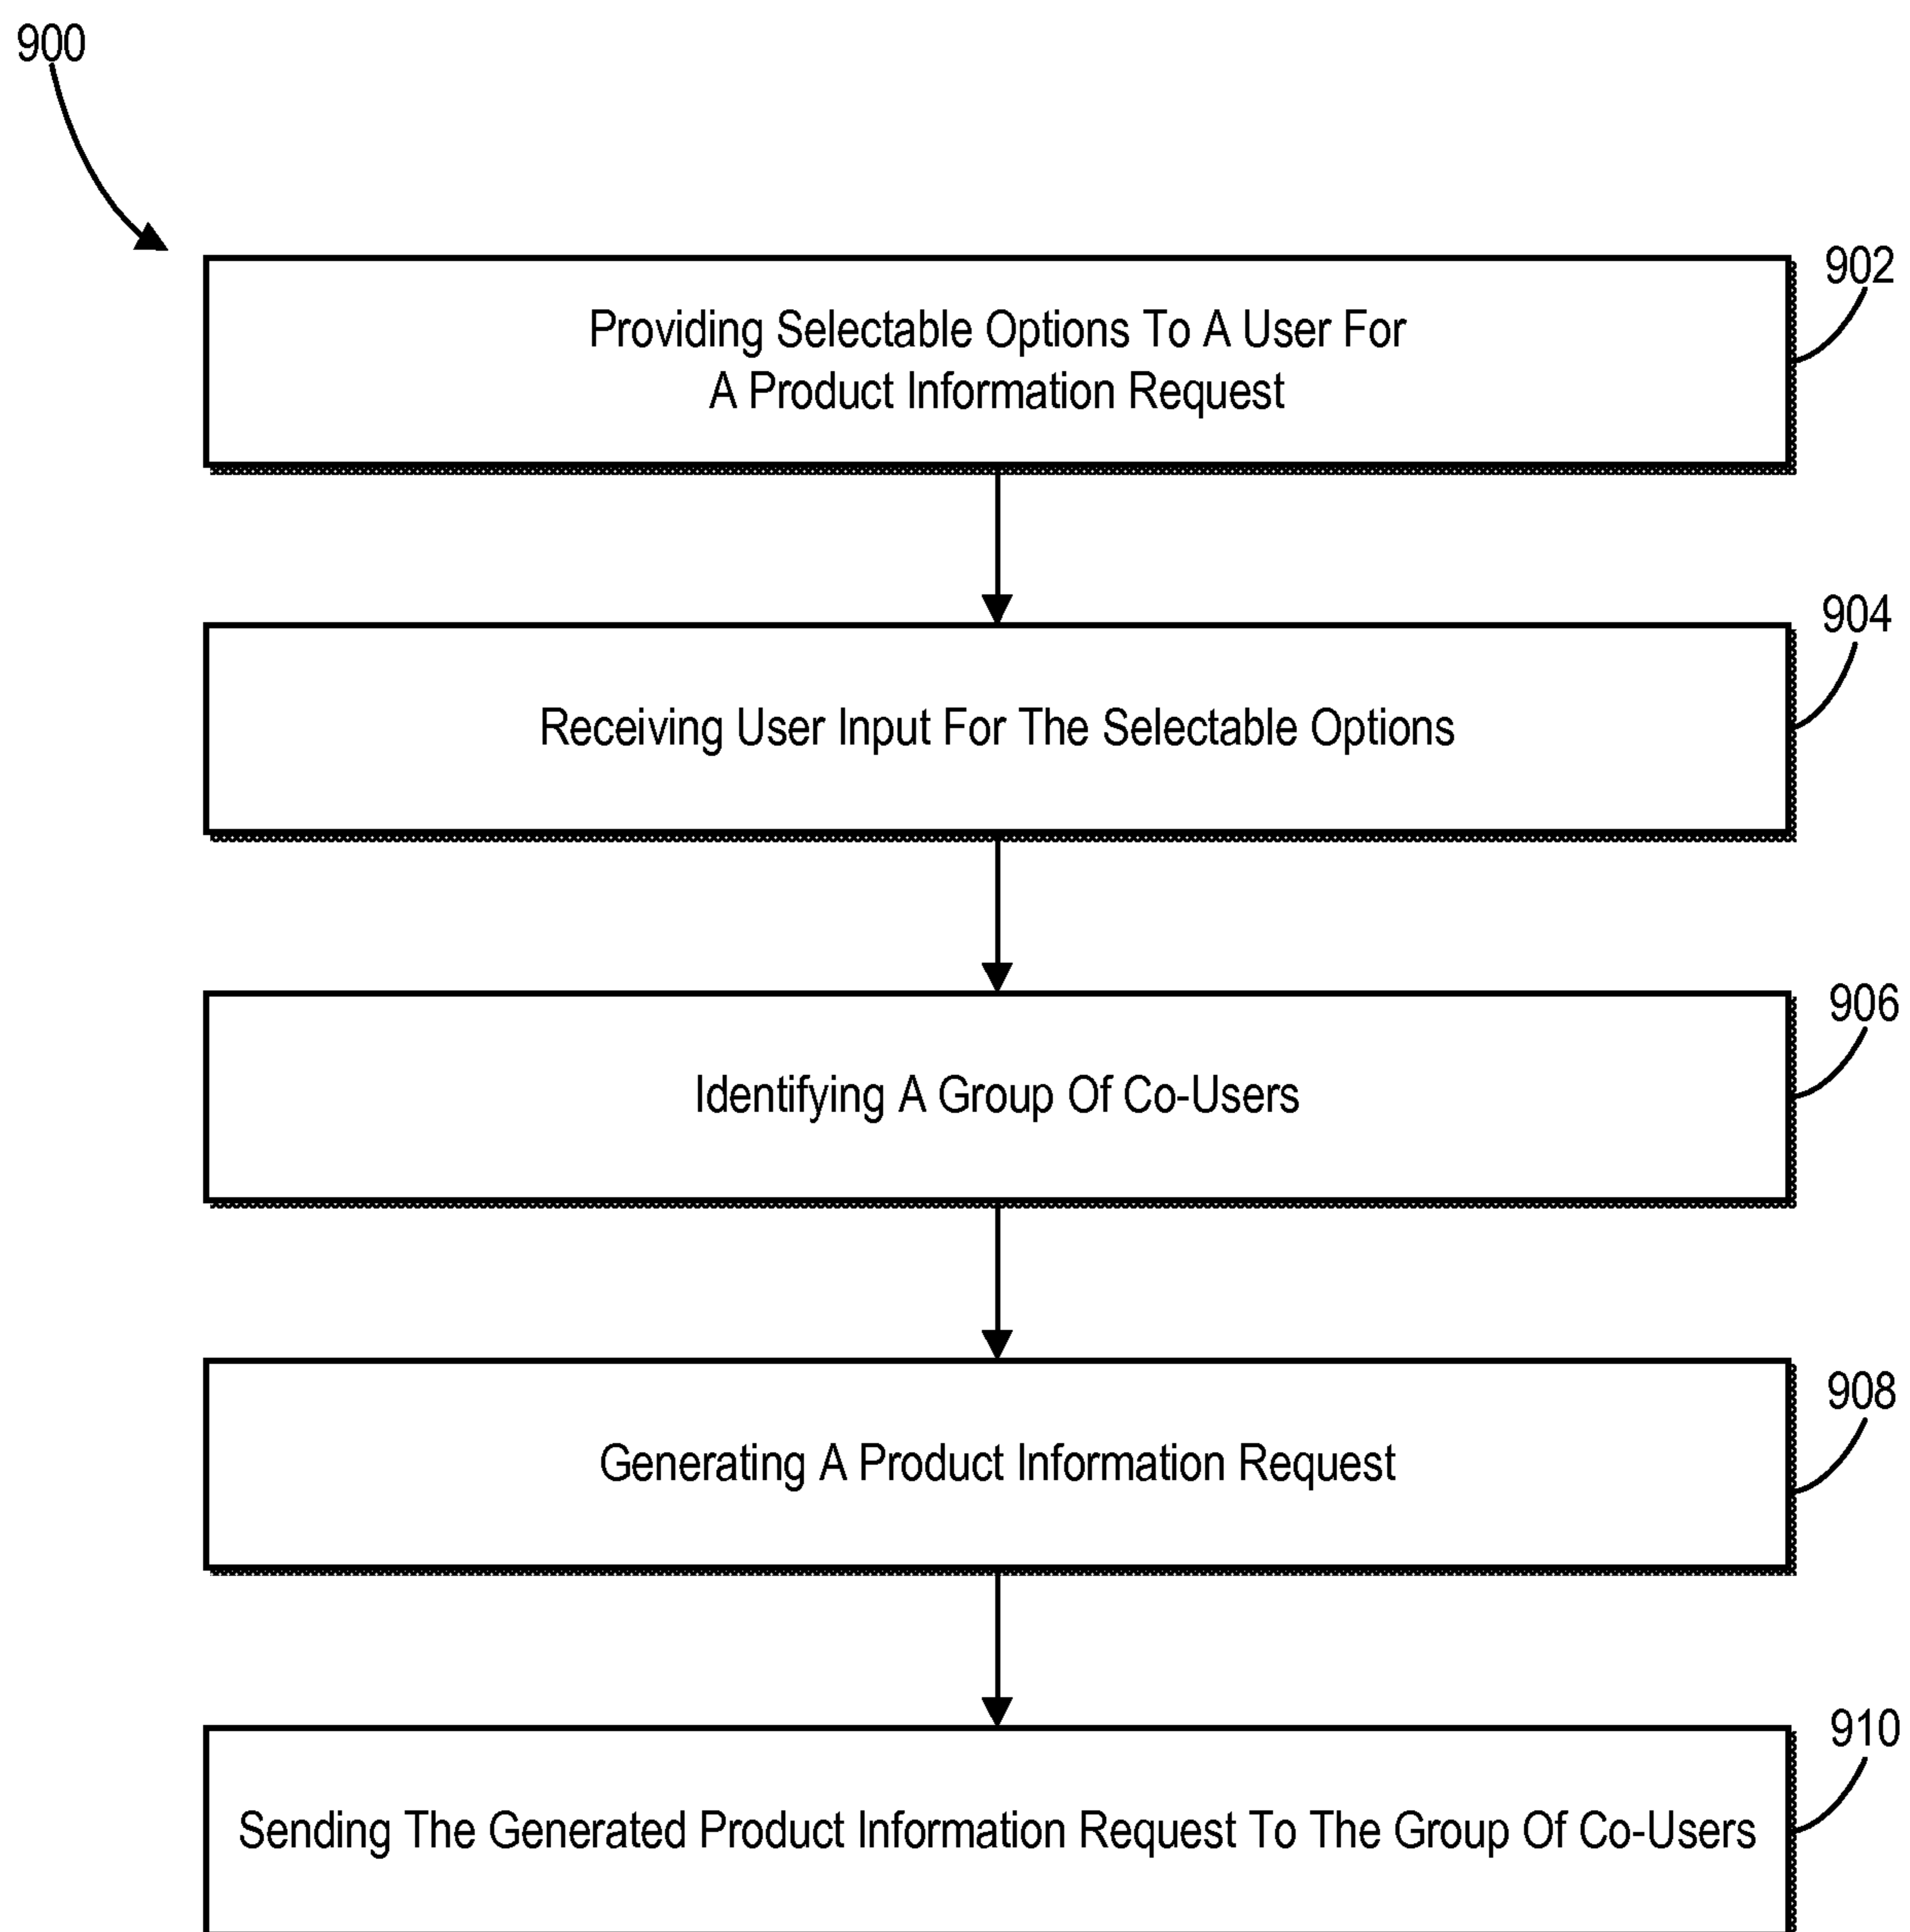 900
902
Providing Selectable Options To A User For
A Product Information Request
904
Receiving User Input For The Selectable Options
906
Identifying A Group Of Co-Users
908
Generating A Product Information Request
910
Sending The Generated Product Information Request To The Group Of Co-Users